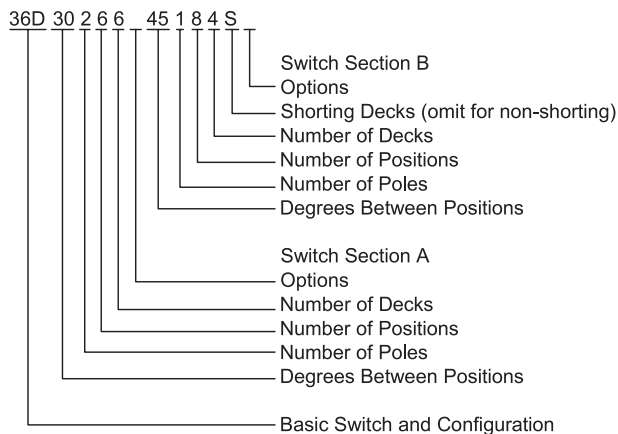 36D 30 2 6 6 _ 45 1 8 4 S _
Switch Section B
Options
Shorting Decks (omit for non-shorting)
Number of Decks
Number of Positions
Number of Poles
Degrees Between Positions
Switch Section A
Options
Number of Decks
Number of Positions
Number of Poles
Degrees Between Positions
Basic Switch and Configuration